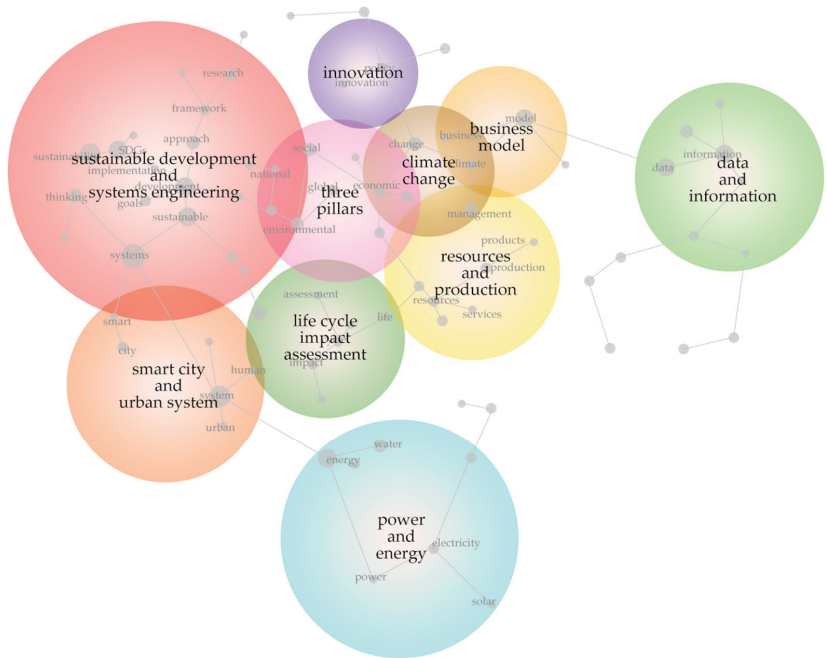 innovation
policy
innovation
research
framework
approach
SDGs
sustainability
sustainable development
and
systems engineering
implementation
development
thinking
goals
sustainable
systems
social
national
global
economic
environmental
three
pillars
change
climate
change
climate
management
business
model
business
model
data
information
data
and
information
products
resources
and
production
production
resources
services
assessment
life cycle
impact
assessment
life
impact
smart
city
smart city
and
urban system
human
system
urban
energy
water
power
and
energy
electricity
power
solar